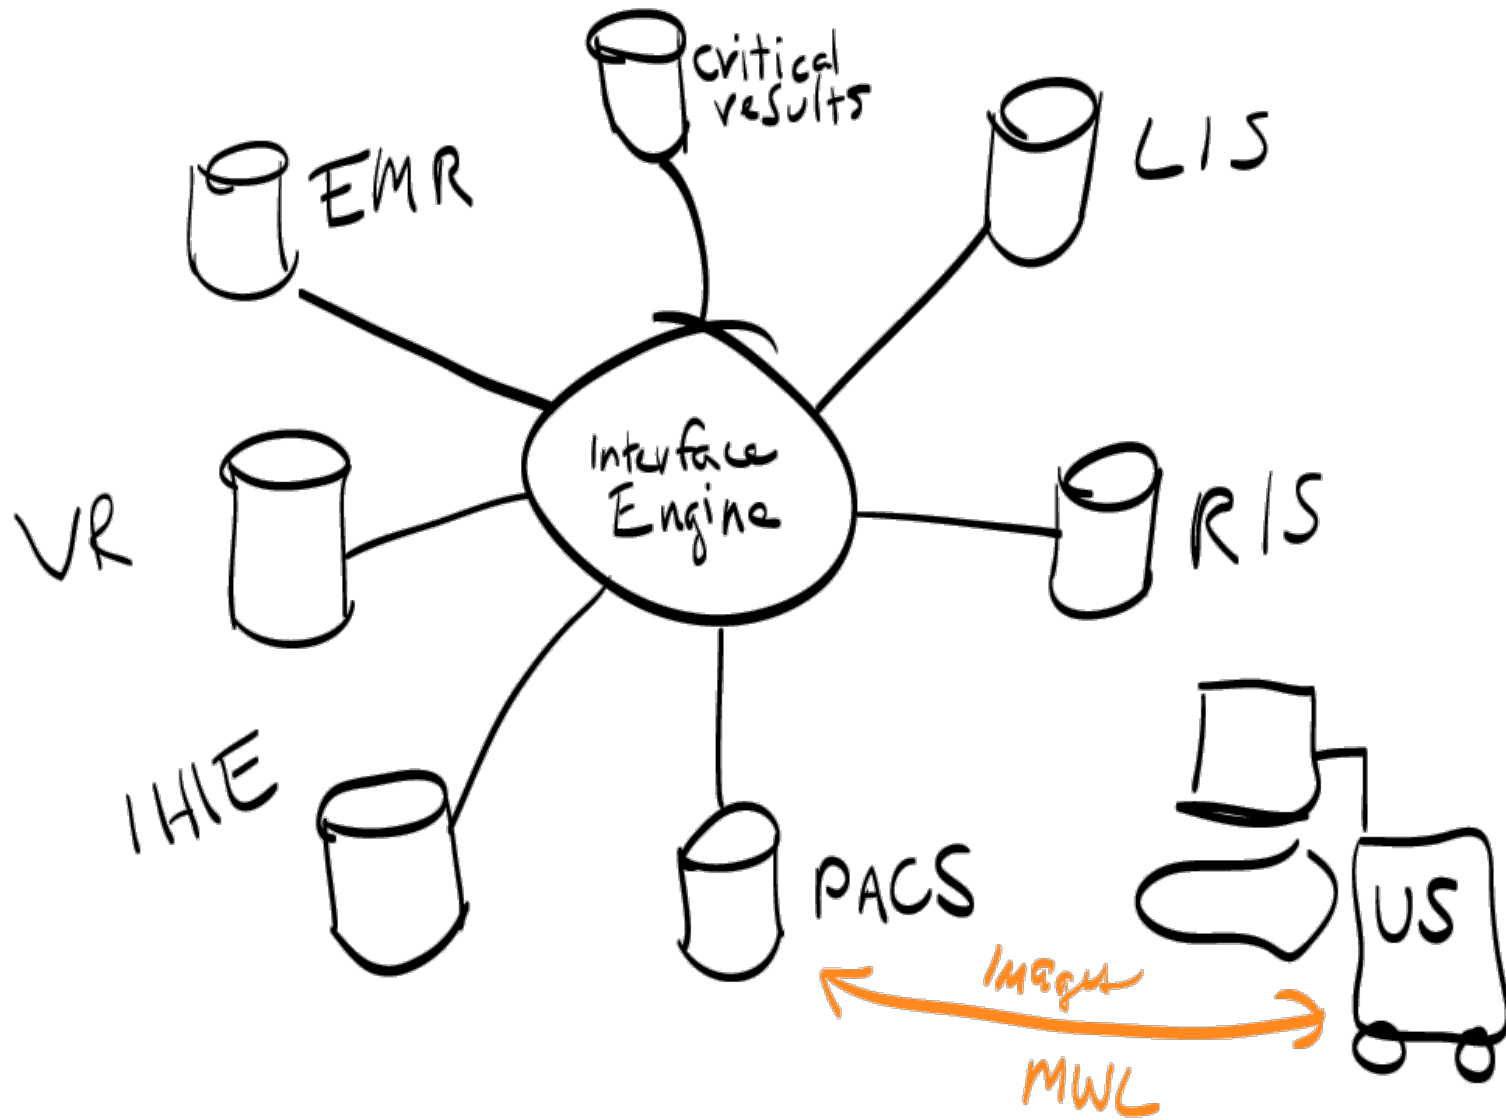 critical
results
LIS
EMR
Interface
Engine
RIS
VR
IHIE
PACS
US
Images
MWL